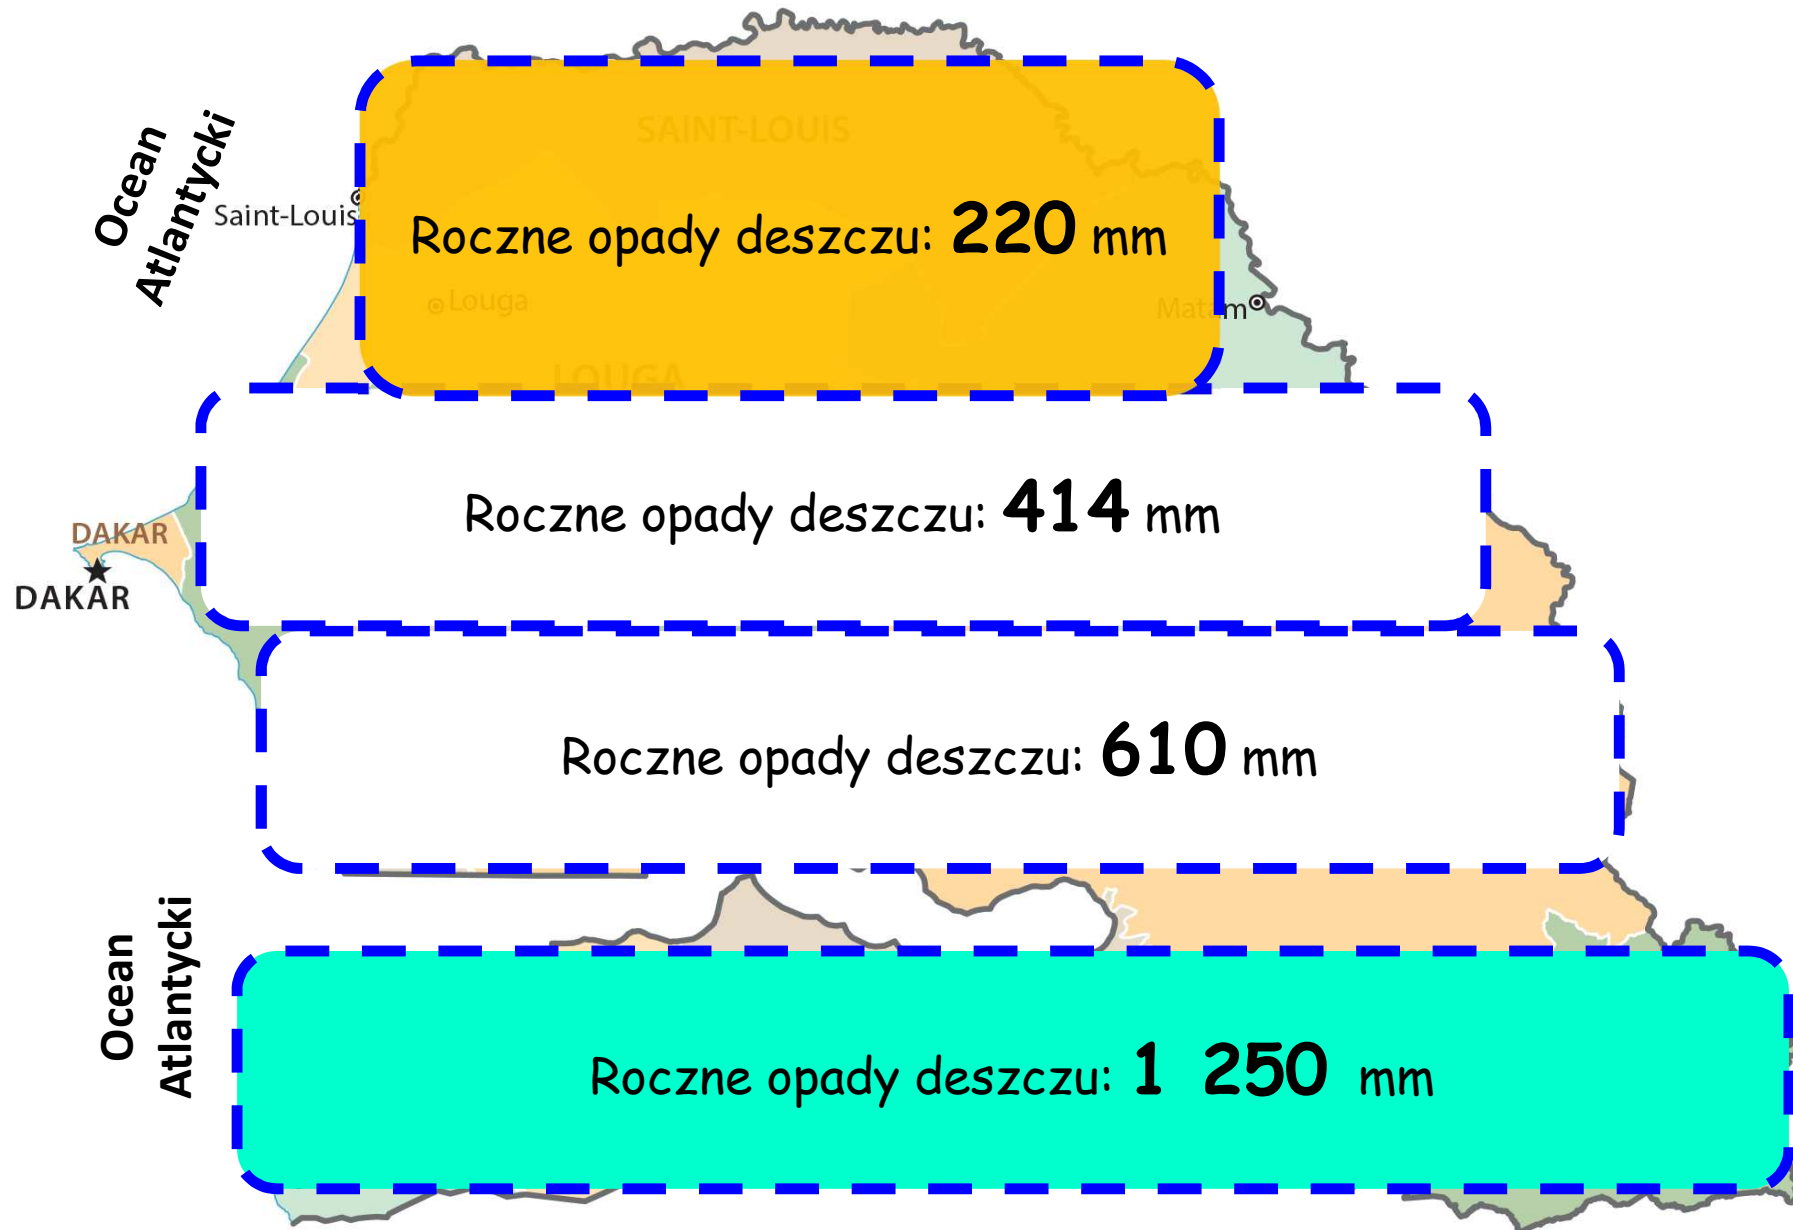 SAINT-LOUIS
Ocean
Atlantycki
Saint-Louis
Roczne opady deszczu: 220 mm
Louga
Matam
LOUGA
Roczne opady deszczu: 414 mm
DAKAR
DAKAR
Roczne opady deszczu: 610 mm
Ocean
Atlantycki
Roczne opady deszczu: 1 250 mm